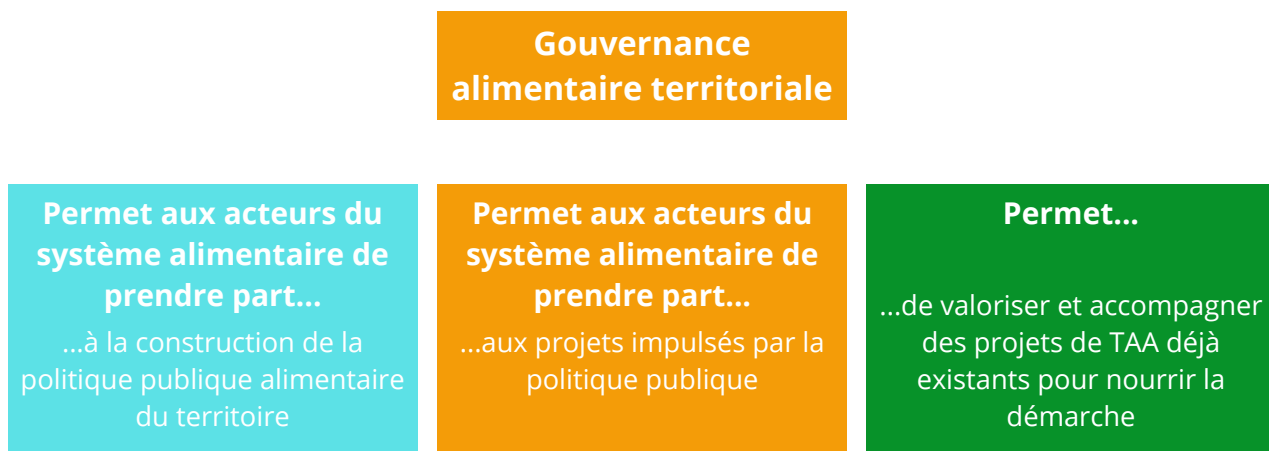 Gouvernance
alimentaire territoriale
Permet aux acteurs du
système alimentaire de
prendre part...
...à la construction de la
politique publique alimentaire
du territoire
Permet aux acteurs du
système alimentaire de
prendre part...
...aux projets impulsés par la
politique publique
Permet...
...de valoriser et accompagner
des projets de TAA déjà
existants pour nourrir la
démarche